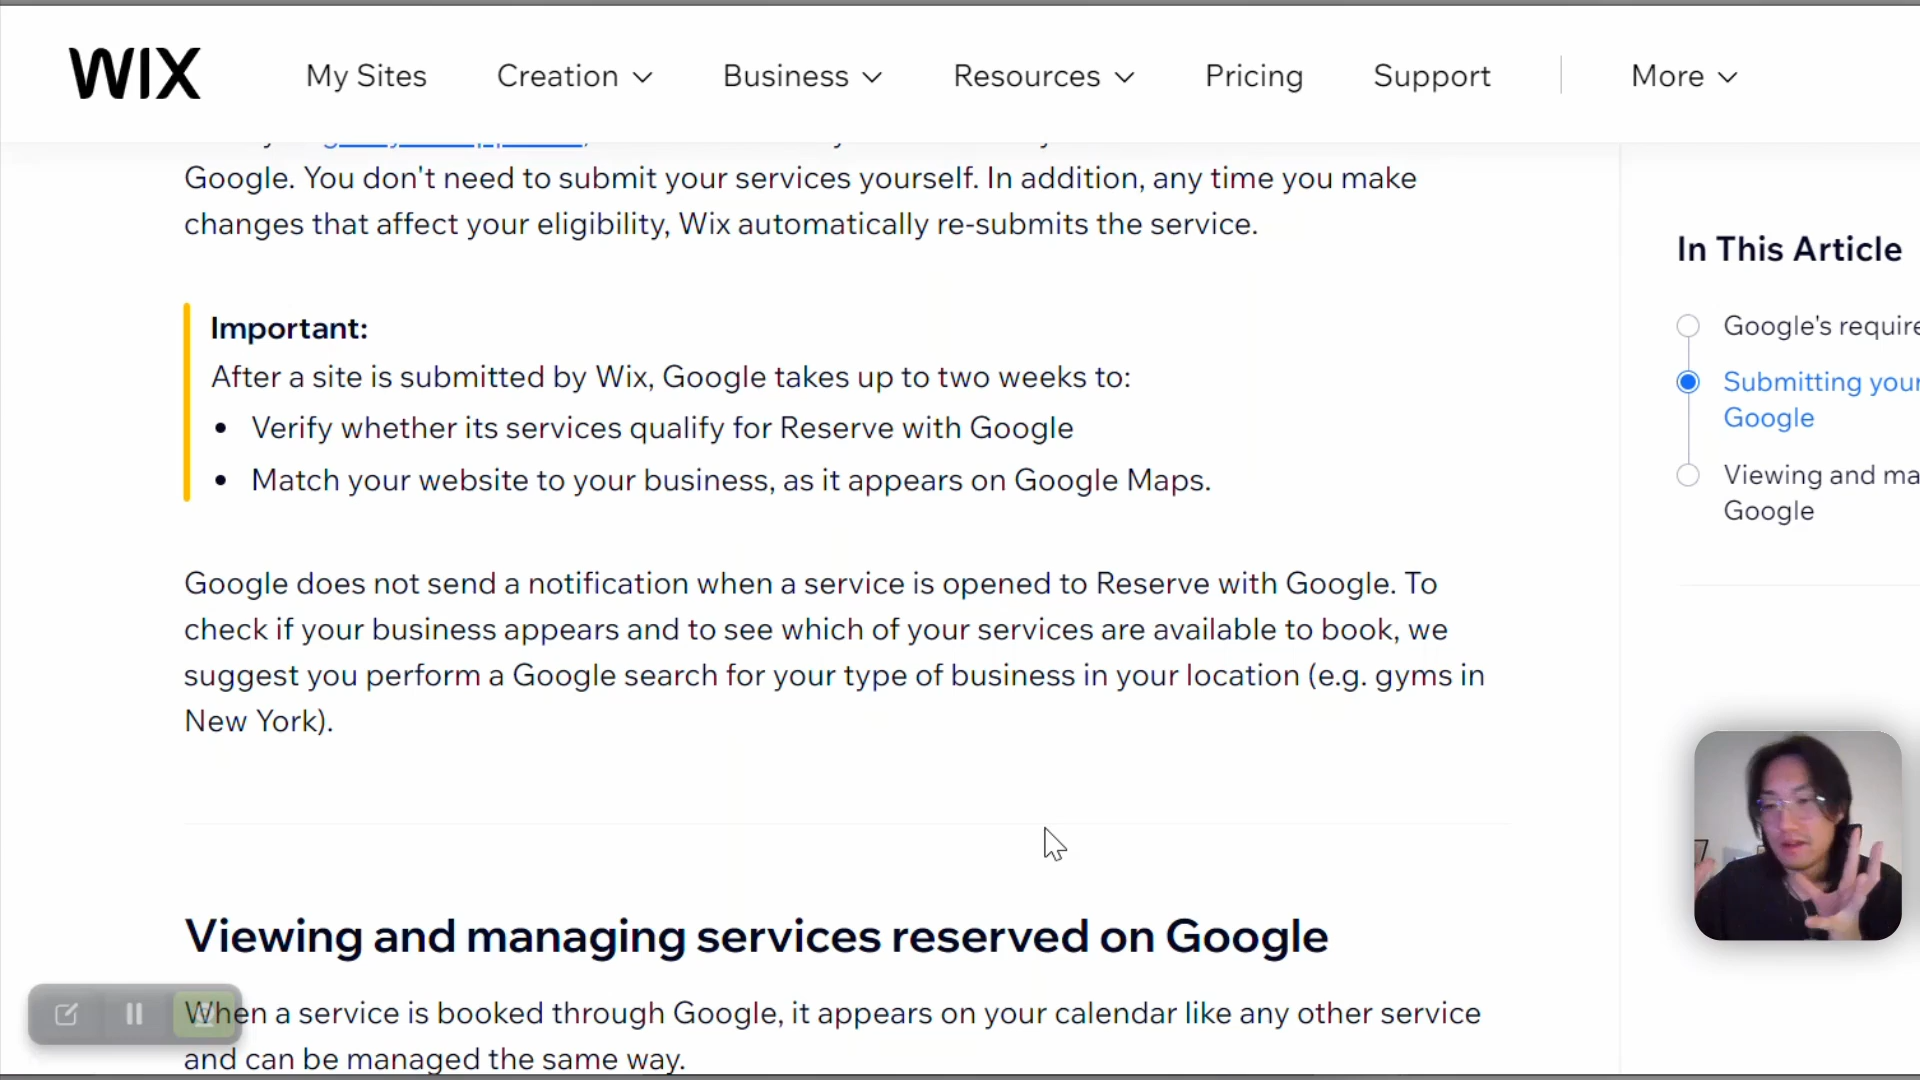 WIX
My Sites
Creation
Business
Resources
Pricing
Support
More
Google. You don't need to submit your services yourself. In addition, any time you make
changes that affect your eligibility, Wix automatically re-submits the service.
Important:
After a site is submitted by Wix, Google takes up to two weeks to:
• Verify whether its services qualify for Reserve with Google
• Match your website to your business, as it appears on Google Maps.
Google does not send a notification when a service is opened to Reserve with Google. To
check if your business appears and to see which of your services are available to book, we
suggest you perform a Google search for your type of business in your location (e.g. gyms in
New York).
Viewing and managing services reserved on Google
When a service is booked through Google, it appears on your calendar like any other service
and can be managed the same way.
In This Article
Google's require
Submitting your
Google
Viewing and ma
Google